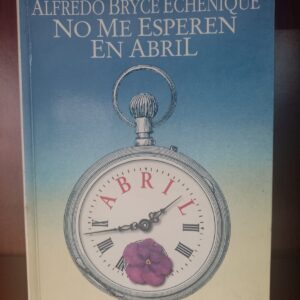 ALFREDO BRYCE ECHENIQUE
NO ME ESPEREN
EN ABRIL
ABRIL